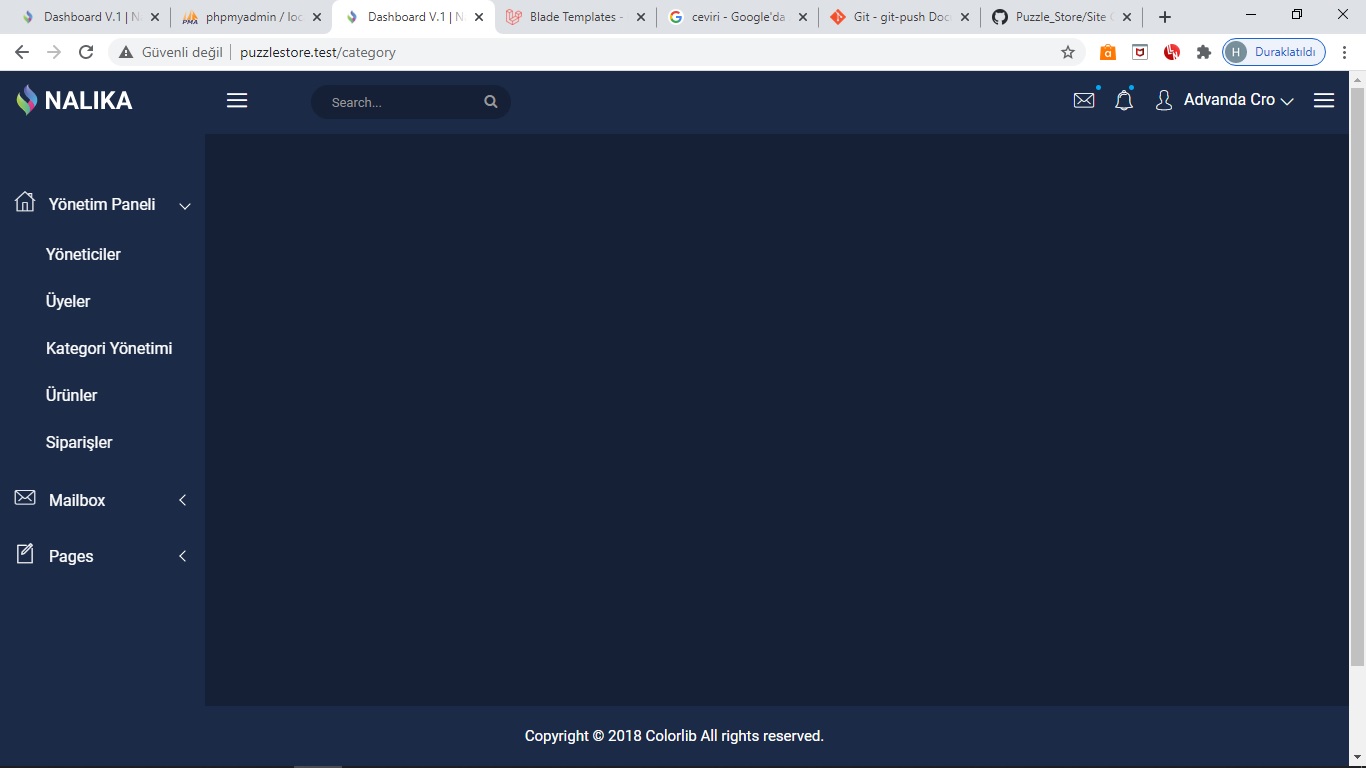 Dashboard V.1 | N
phpmyadmin / loc
Dashboard V.1 | N
Blade Templates -
ceviri - Google'da
Git - git-push Doc
Puzzle_Store/Site
Güvenli değil
puzzlestore.test/category
H
Duraklatıldı
NALIKA
Search...
Advanda Cro
Yönetim Paneli
Yöneticiler
Üyeler
Kategori Yönetimi
Ürünler
Siparişler
Mailbox
Pages
Copyright © 2018 Colorlib All rights reserved.